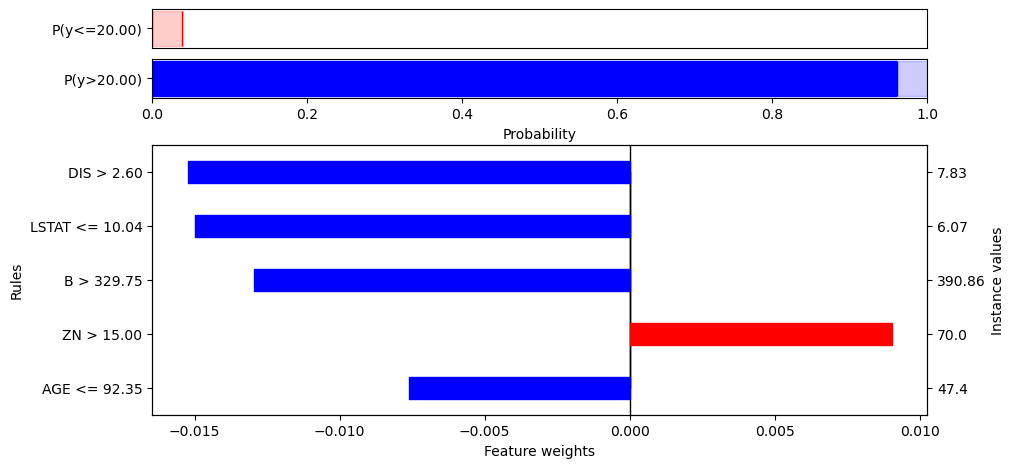 P(y<=20.00)
P(y>20.00)
0.0 0.2 0.4 0.6 0.8 1.0
Probability
DIS > 2.60 7.83
LSTAT <= 10.04 6.07
B > 329.75 390.86
ZN > 15.00 70.0
AGE <= 92.35 47.4
Rules
Instance values
−0.015 −0.010 −0.005 0.000 0.005 0.010
Feature weights